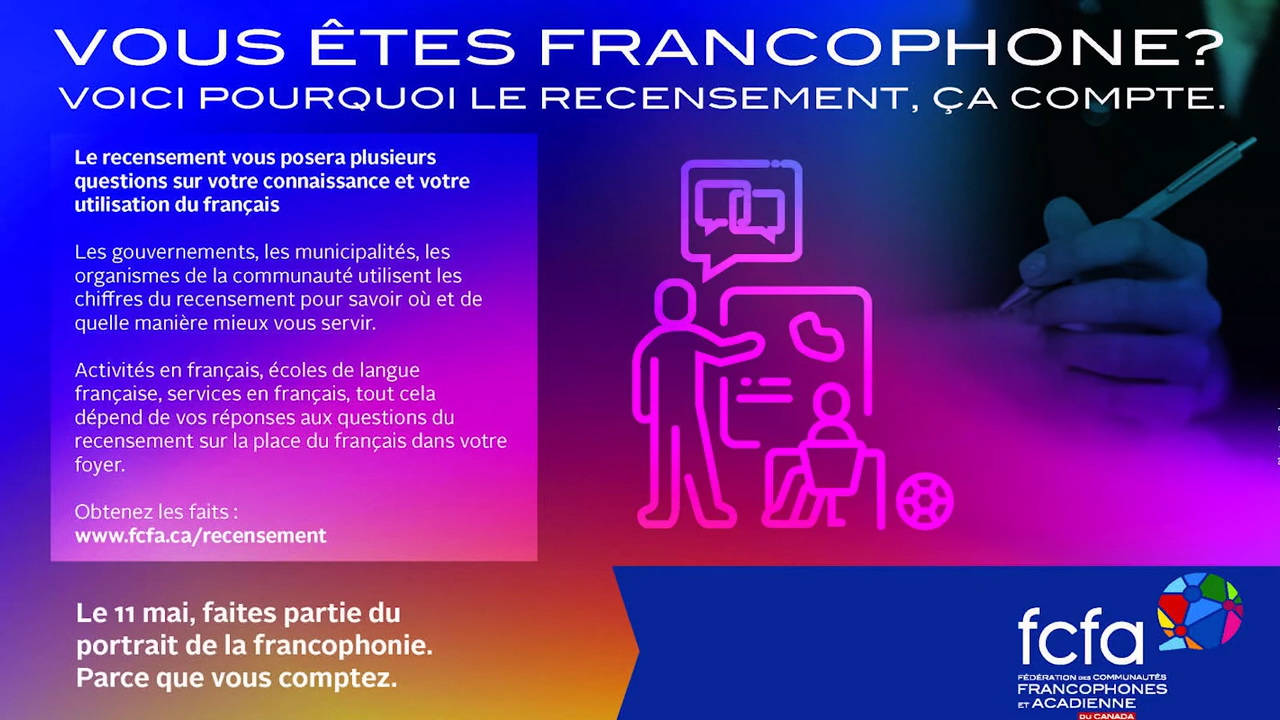 VOUS ÊTES FRANCOPHONE?
VOICI POURQUOI LE RECENSEMENT, ÇA COMPTE.
Le recensement vous posera plusieurs
questions sur votre connaissance et votre
utilisation du français
Les gouvernements, les municipalités, les
organismes de la communauté utilisent les
chiffres du recensement pour savoir où et de
quelle manière mieux vous servir.
Activités en français, écoles de langue
française, services en français, tout cela
dépend de vos réponses aux questions du
recensement sur la place du français dans votre
foyer.
Obtenez les faits :
www.fcfa.ca/recensement
Le 11 mai, faites partie du
portrait de la francophonie.
Parce que vous comptez.
fcfa
FÉDÉRATION DES COMMUNAUTÉS
FRANCOPHONES
ET ACADIENNE
DU CANADA